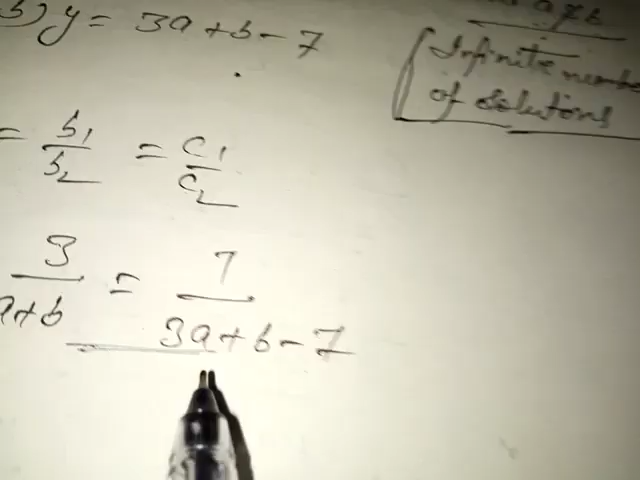 b) y = 3a + b - 7
Infinite number
of solutions
= b1/b2 = c1/c2
3/a+b = 7/3a+b-7